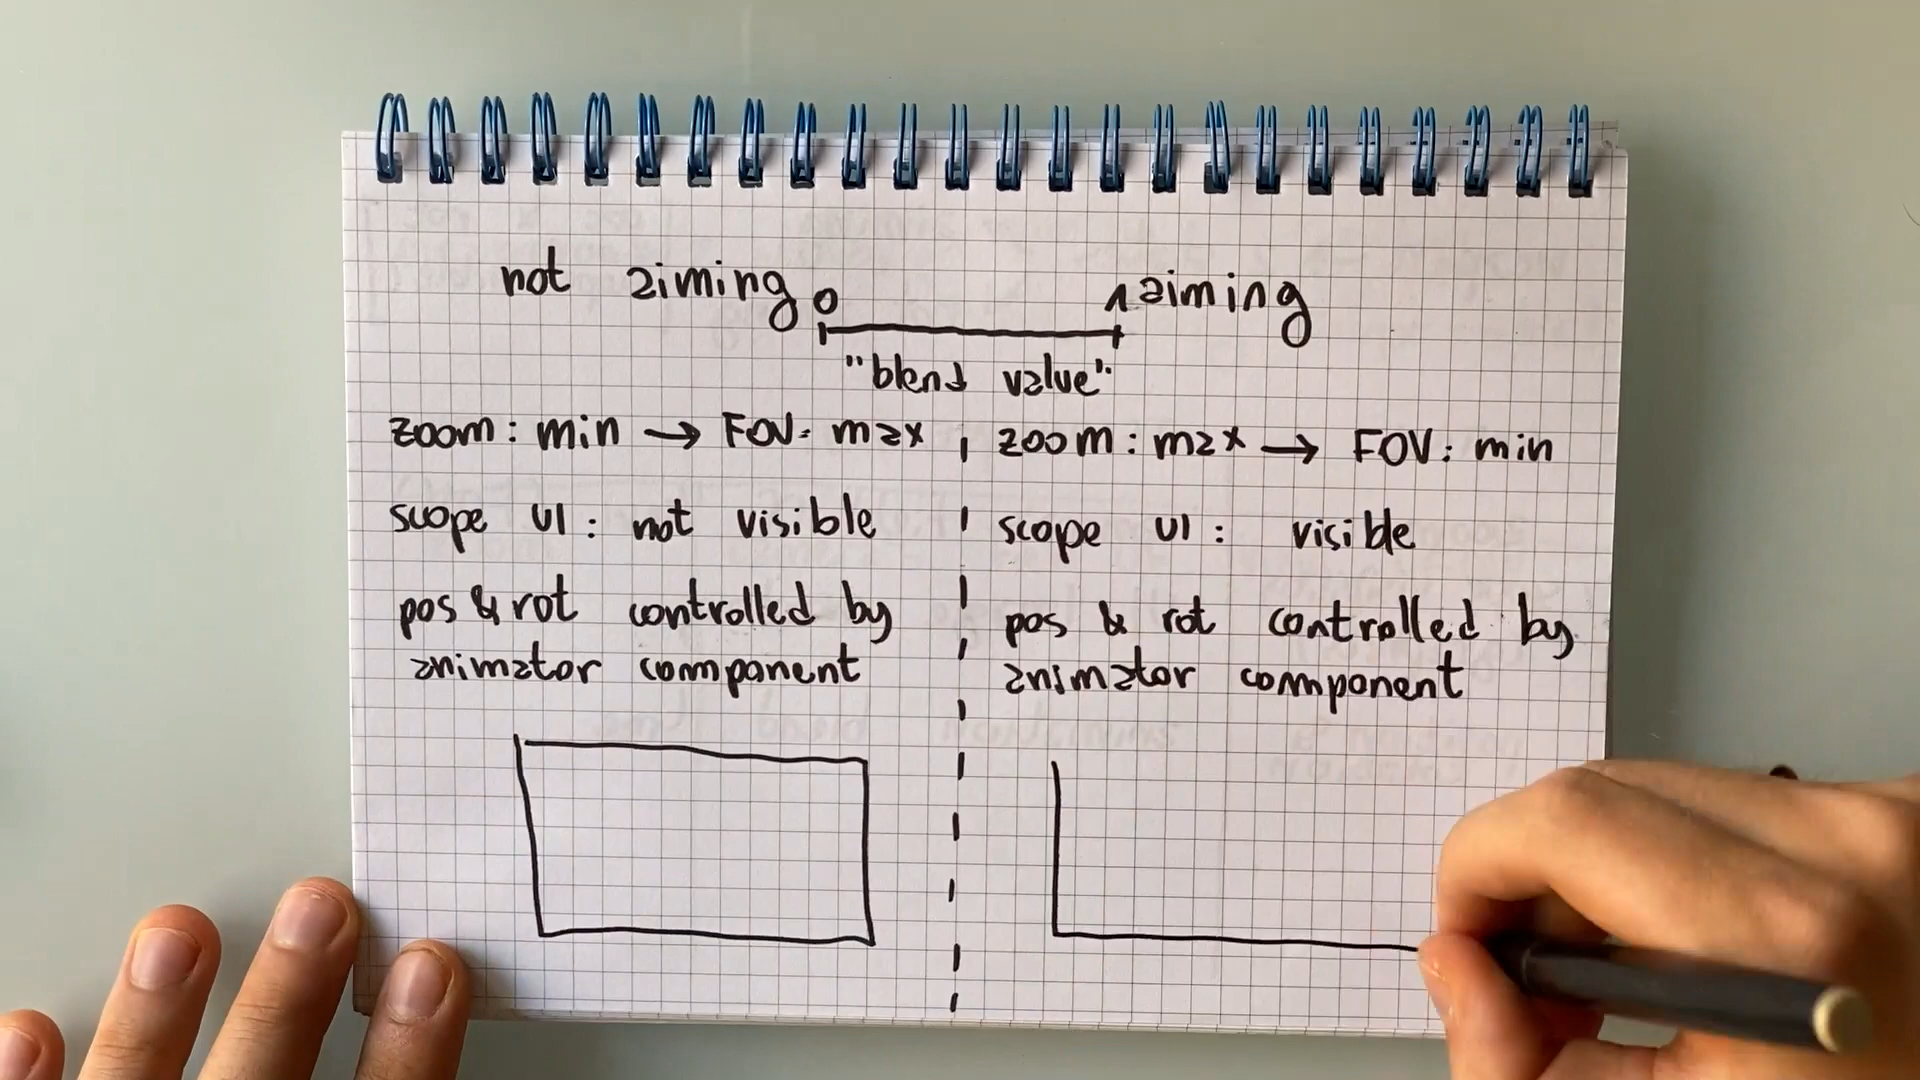 not aiming 0 1 aiming
"blend value"
zoom: min → FOV: max
zoom: max → FOV: min
scope UI: not visible
scope UI: visible
pos & rot controlled by
animator component
pos & rot controlled by
animator component